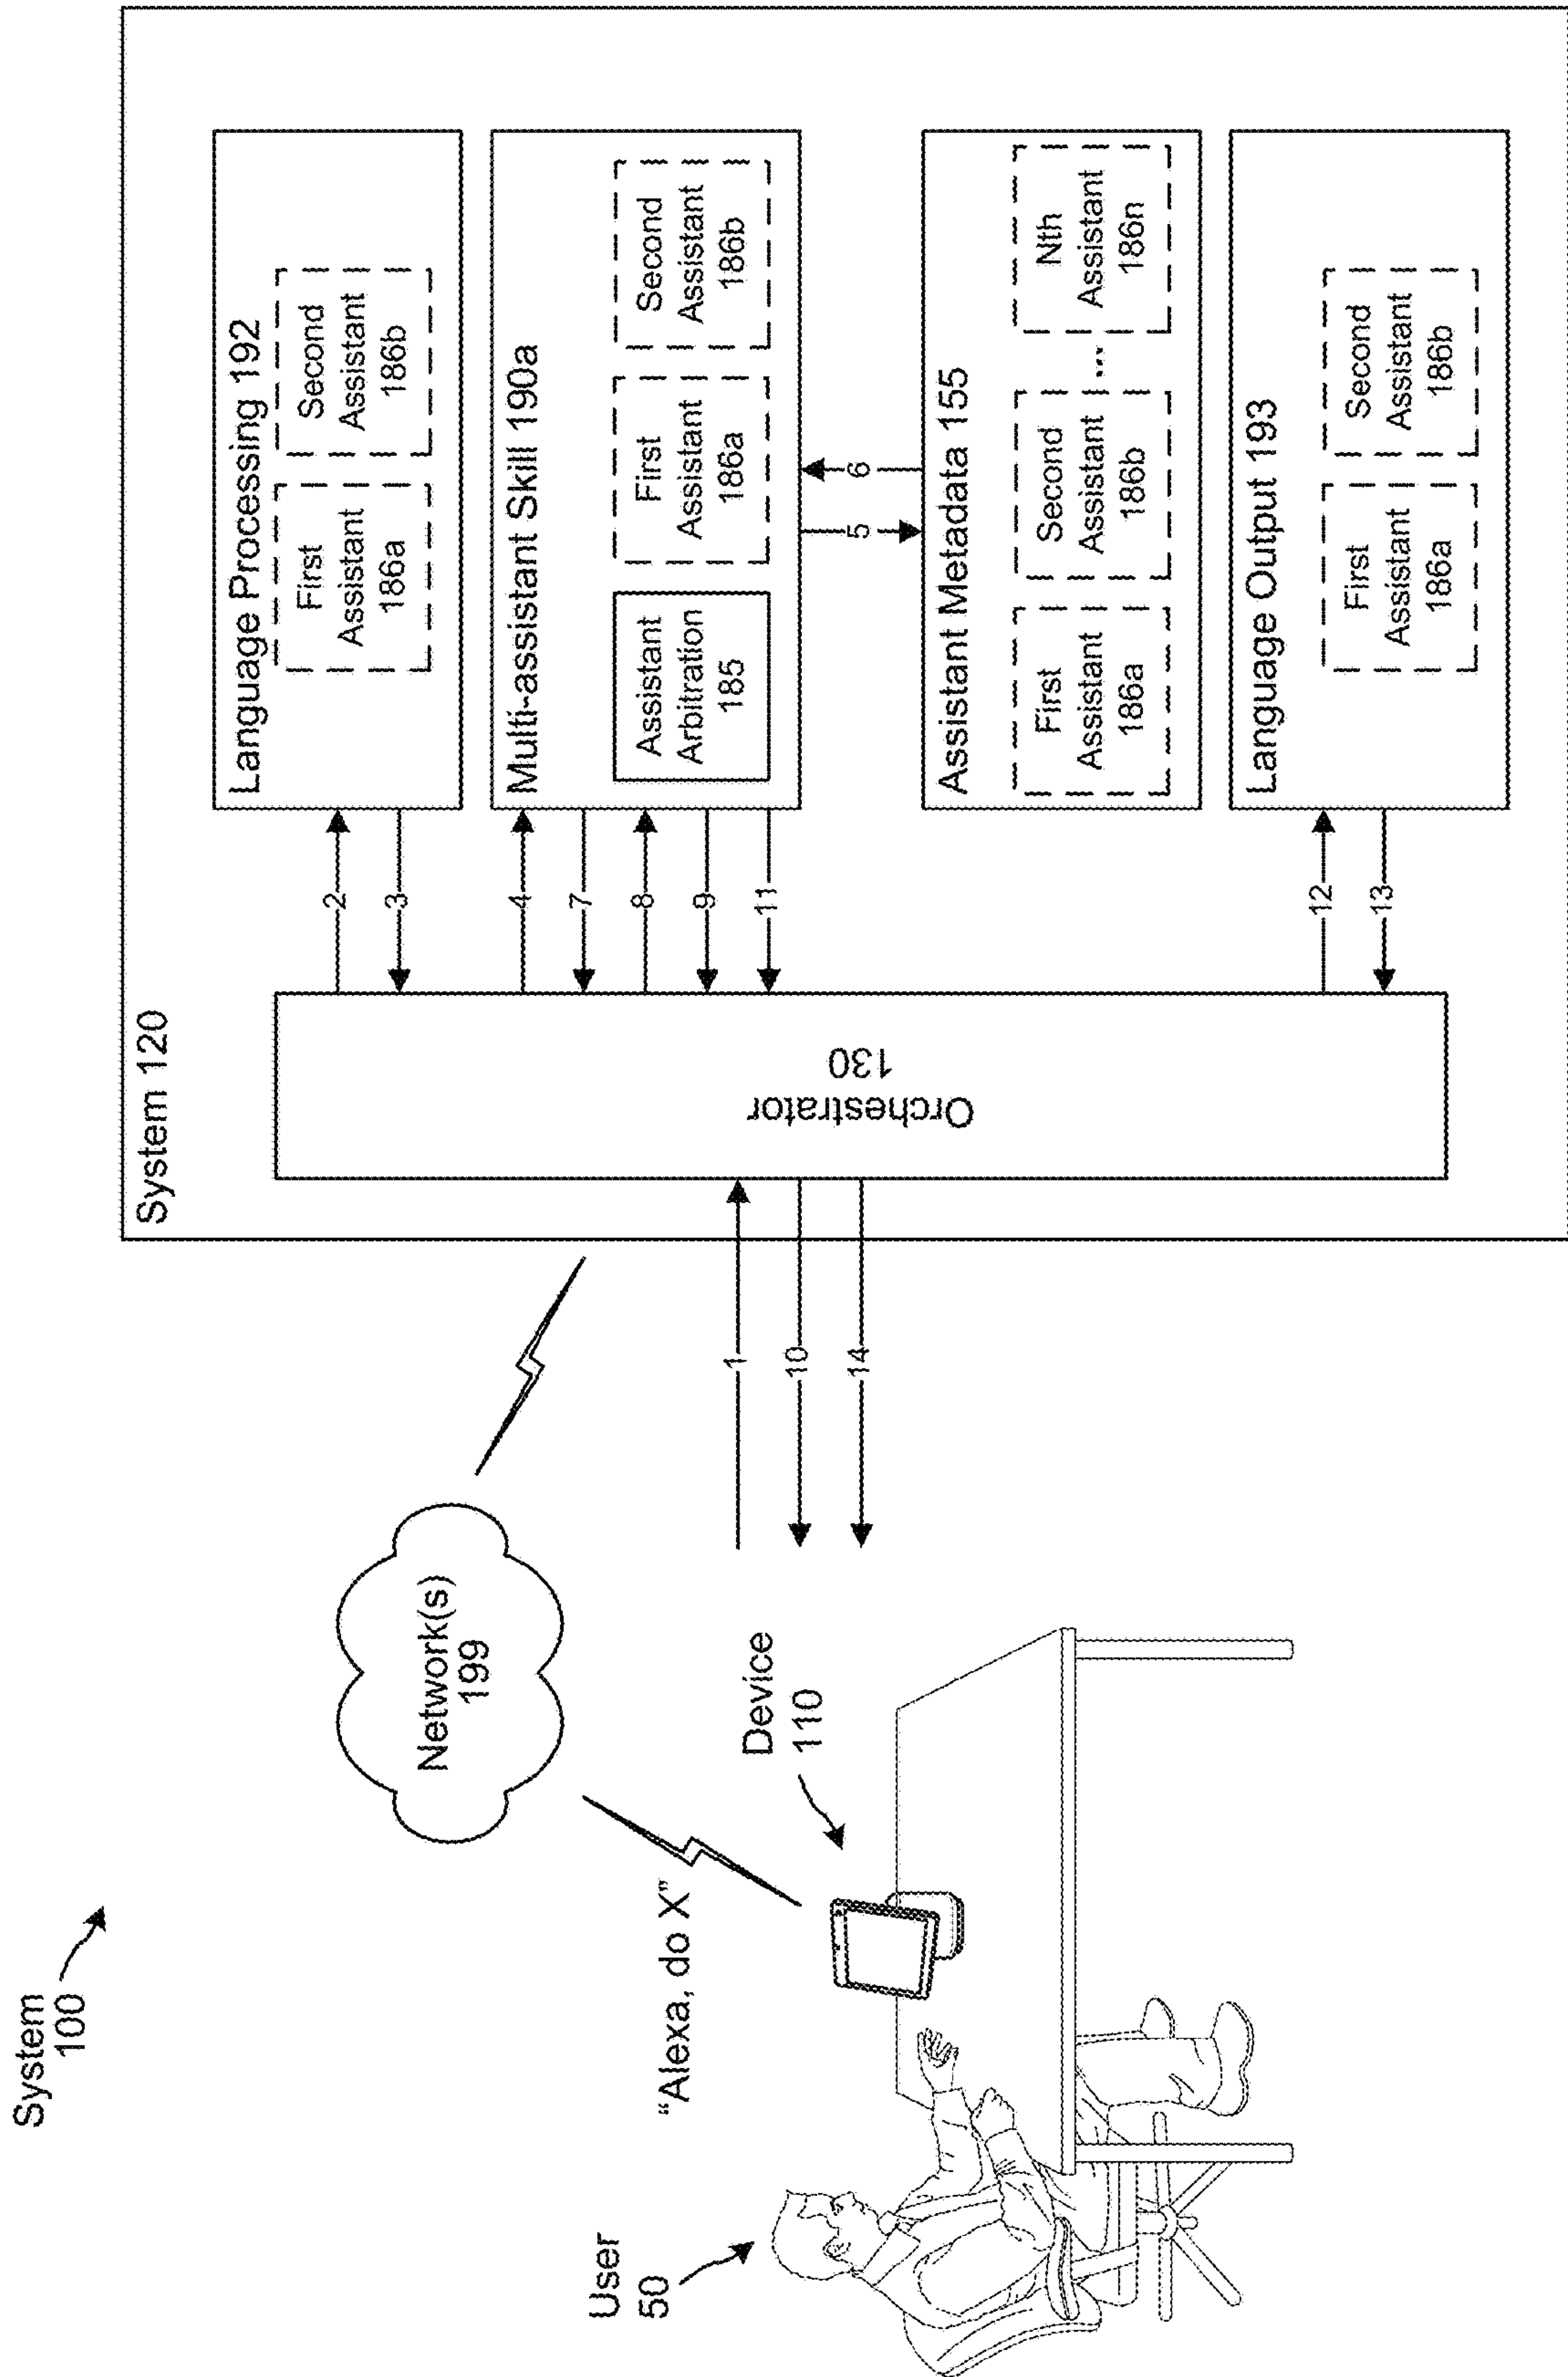 System
100
User
50
"Alexa, do X"
Device
110
Network(s)
199
System 120
1
10
14
Orchestrator
130
2
3
4
7
8
9
11
12
13
Language Processing 192
First
Assistant
186a
Second
Assistant
186b
Multi-assistant Skill 190a
Assistant
Arbitration
185
First
Assistant
186a
Second
Assistant
186b
5
6
Assistant Metadata 155
First
Assistant
186a
Second
Assistant
186b
...
Nth
Assistant
186n
Language Output 193
First
Assistant
186a
Second
Assistant
186b